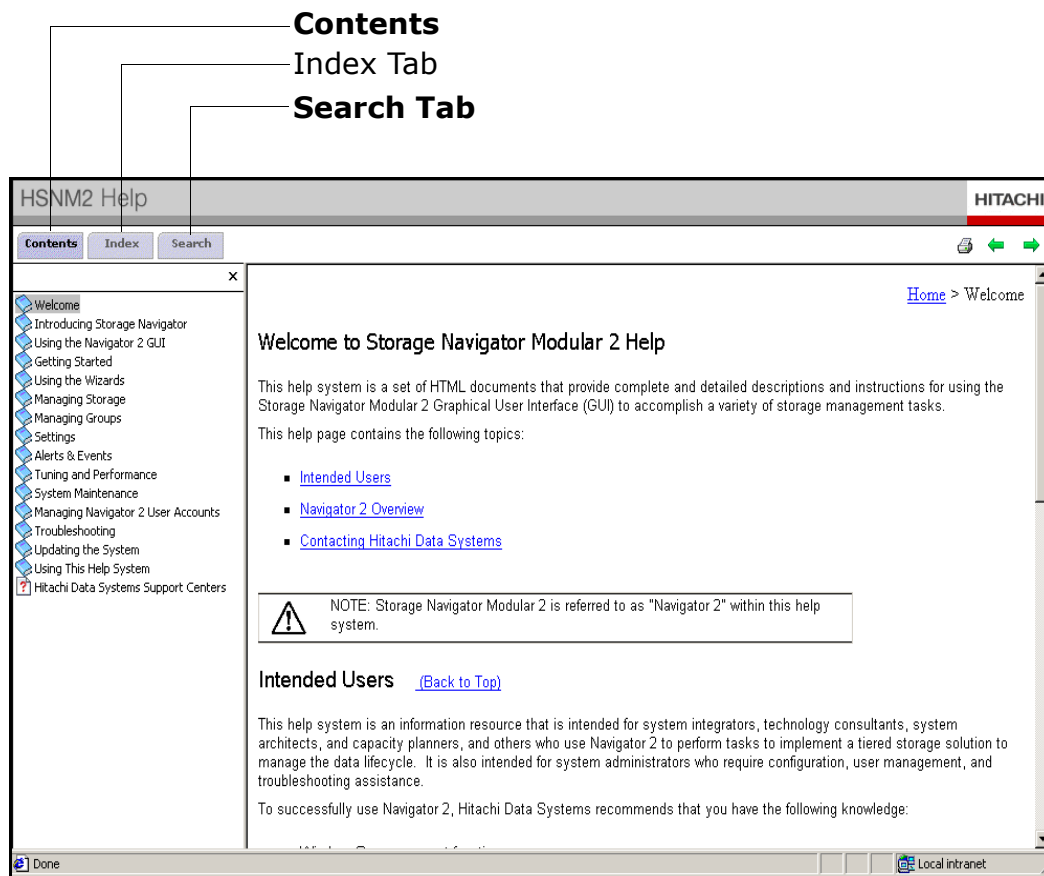 Contents
Index Tab
Search Tab
HSNM2 Help
HITACHI
Contents
Index
Search
x
Welcome
Introducing Storage Navigator
Using the Navigator 2 GUI
Getting Started
Using the Wizards
Managing Storage
Managing Groups
Settings
Alerts & Events
Tuning and Performance
System Maintenance
Managing Navigator 2 User Accounts
Troubleshooting
Updating the System
Using This Help System
Hitachi Data Systems Support Centers
Home > Welcome
Welcome to Storage Navigator Modular 2 Help
This help system is a set of HTML documents that provide complete and detailed descriptions and instructions for using the
Storage Navigator Modular 2 Graphical User Interface (GUI) to accomplish a variety of storage management tasks.
This help page contains the following topics:
Intended Users
Navigator 2 Overview
Contacting Hitachi Data Systems
NOTE: Storage Navigator Modular 2 is referred to as "Navigator 2" within this help
system.
Intended Users (Back to Top)
This help system is an information resource that is intended for system integrators, technology consultants, system
architects, and capacity planners, and others who use Navigator 2 to perform tasks to implement a tiered storage solution to
manage the data lifecycle. It is also intended for system administrators who require configuration, user management, and
troubleshooting assistance.
To successfully use Navigator 2, Hitachi Data Systems recommends that you have the following knowledge:
Done
Local intranet